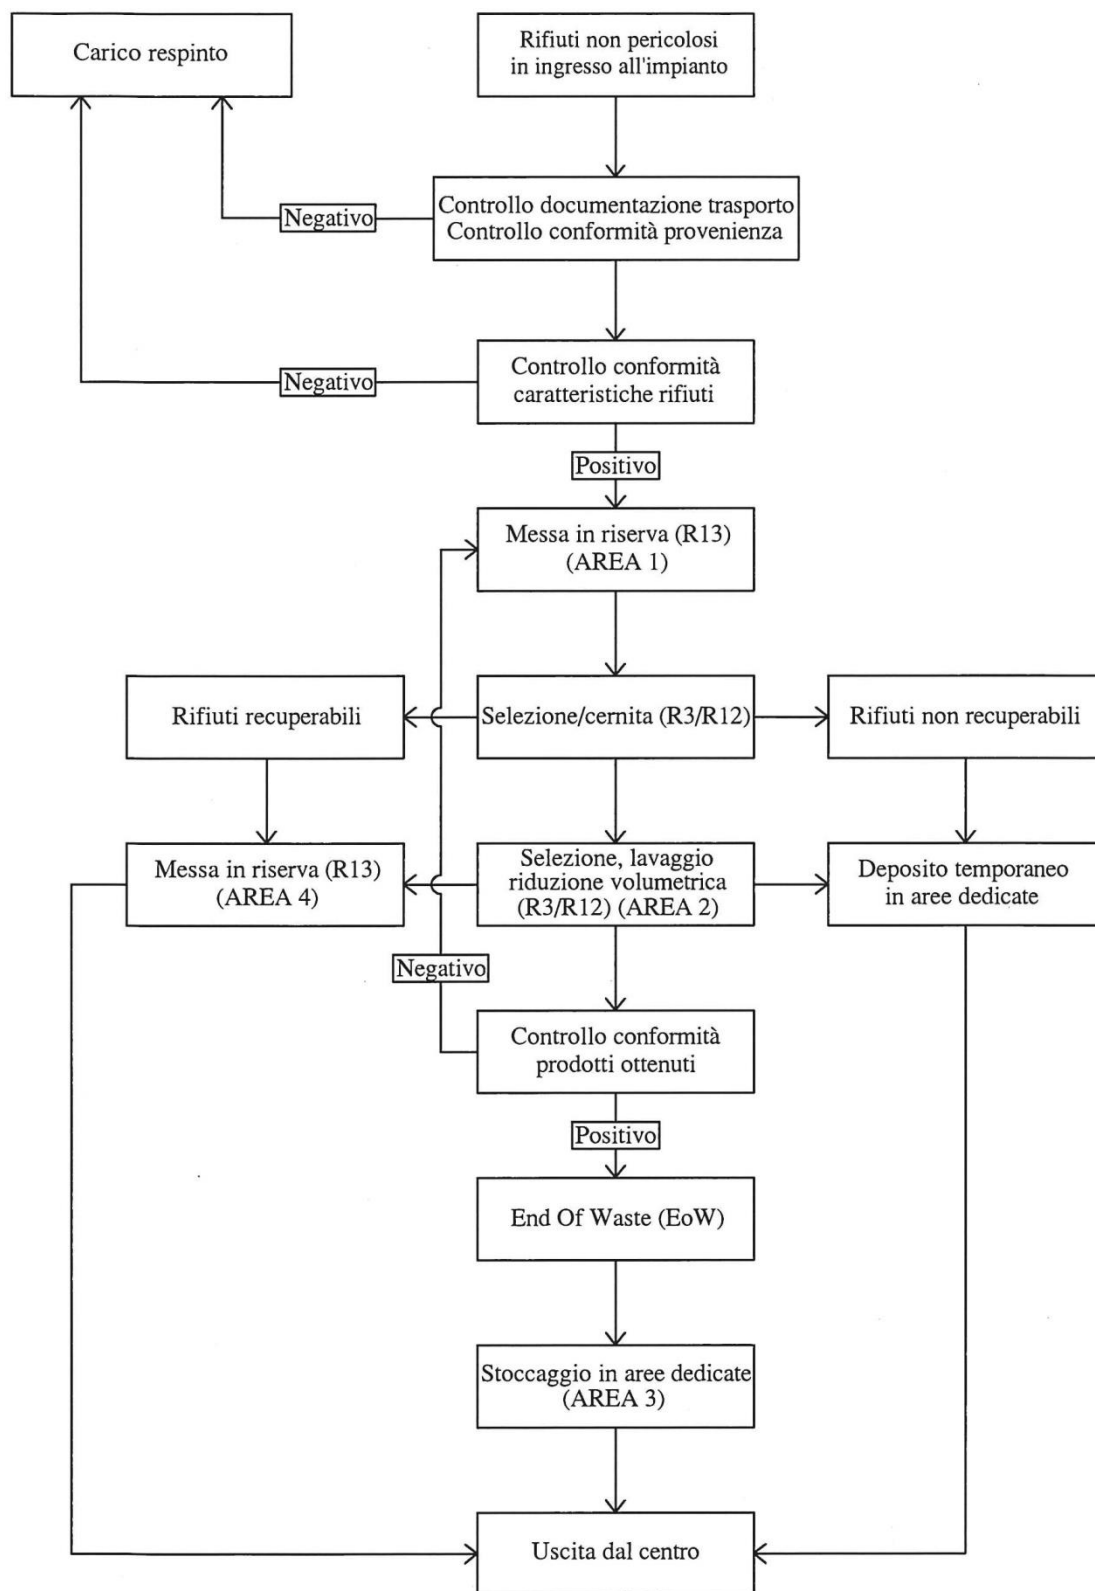 Carico respinto
Rifiuti non pericolosi
in ingresso all'impianto
Negativo
Controllo documentazione trasporto
Controllo conformità provenienza
Negativo
Controllo conformità
caratteristiche rifiuti
Positivo
Messa in riserva (R13)
(AREA 1)
Rifiuti recuperabili
Selezione/cernita (R3/R12)
Rifiuti non recuperabili
Messa in riserva (R13)
(AREA 4)
Selezione, lavaggio
riduzione volumetrica
(R3/R12) (AREA 2)
Deposito temporaneo
in aree dedicate
Negativo
Controllo conformità
prodotti ottenuti
Positivo
End Of Waste (EoW)
Stoccaggio in aree dedicate
(AREA 3)
Uscita dal centro